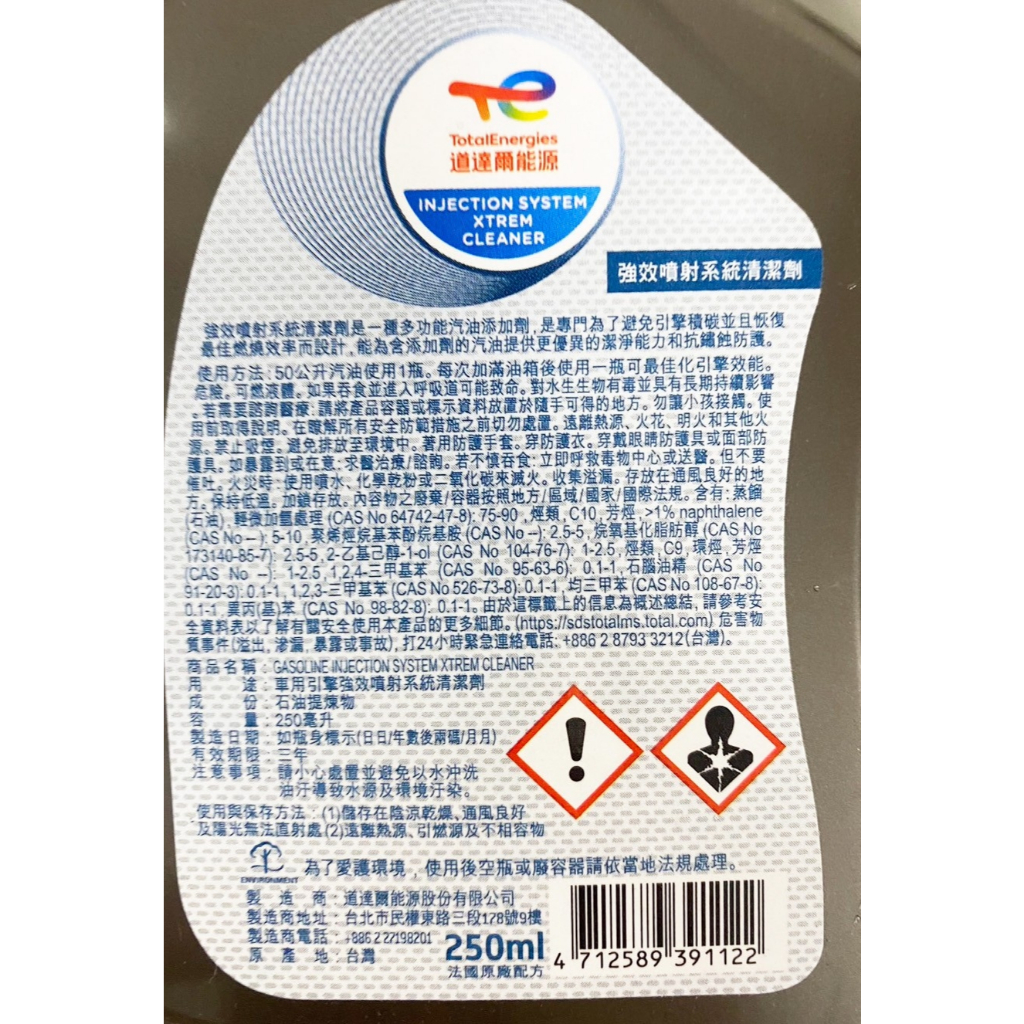 TotalEnergies
道達爾能源
INJECTION SYSTEM
XTREM
CLEANER
強效噴射系統清潔劑
強效噴射系統清潔劑是一種多功能汽油添加劑,是專門為了避免引擎積碳並且恢復
最佳燃燒效率而設計,能為含添加劑的汽油提供更優異的潔淨能力和抗鏽蝕防護。
使用方法:50公升汽油使用1瓶。每次加滿油箱後使用一瓶可最佳化引擎效能。
危險。可燃液體。如果吞食並進入呼吸道可能致命。對水生生物有毒並具有長期持續影響
。若需要諮詢醫療:請將產品容器或標示資料放置於隨手可得的地方。勿讓小孩接觸。使
用前取得說明。在瞭解所有安全防範措施之前切勿處置。遠離熱源、火花、明火和其他火
源。禁止吸煙。避免排放至環境中。著用防護手套。穿防護衣。穿戴眼睛防護具或面部防
護具。如暴露到或在意:求醫治療/諮詢。若不慎吞食:立即呼救毒物中心或送醫。但不要
催吐。火災時:使用噴水、化學乾粉或二氧化碳來滅火。收集溢漏。存放在通風良好的地
方。保持低溫。加鎖存放。內容物之廢棄/容器按照地方/區域/國家/國際法規。含有:蒸餾
(石油),輕微加氫處理 (CAS No 64742-47-8): 75-90 ,烴類, C10, 芳烴, >1% naphthalene
(CAS No --): 5-10, 聚烯烴烷基苯酚烷基胺 (CAS No --): 2.5-5, 烷氧基化脂肪醇 (CAS No
173140-85-7): 2.5-5, 2-乙基己醇-1-ol (CAS No 104-76-7): 1-2.5, 烴類, C9, 環烴, 芳烴
(CAS No --): 1-2.5, 1,2,4-三甲基苯 (CAS No 95-63-6): 0.1-1, 石腦油精 (CAS No
91-20-3): 0.1-1, 1,2,3-三甲基苯 (CAS No 526-73-8): 0.1-1, 均三甲苯 (CAS No 108-67-8):
0.1-1, 異丙(基)苯 (CAS No 98-82-8): 0.1-1。由於這標籤上的信息為概述總結, 請參考安
全資料表以了解有關安全使用本產品的更多細節。(https://sdstotalms.total.com) 危害物
質事件(溢出, 滲漏, 暴露或事故), 打24小時緊急連絡電話: +886 2 8793 3212(台灣)。
商品名稱:GASOLINE INJECTION SYSTEM XTREM CLEANER
用途:車用引擎強效噴射系統清潔劑
成份:石油提煉物
容量:250毫升
製造日期:如瓶身標示(日日/年數後兩碼/月月)
有效期限:三年
注意事項:請小心處置並避免以水沖洗
油汙導致水源及環境汙染。
使用與保存方法:(1)儲存在陰涼乾燥、通風良好
及陽光無法直射處(2)遠離熱源、引燃源及不相容物
ENVIRONMENT
為了愛護環境,使用後空瓶或廢容器請依當地法規處理。
製造商:道達爾能源股份有限公司
製造商地址:台北市民權東路三段178號9樓
製造商電話:+886 2 27198201
原產地:台灣
250ml
法國原廠配方
4 712589 391122